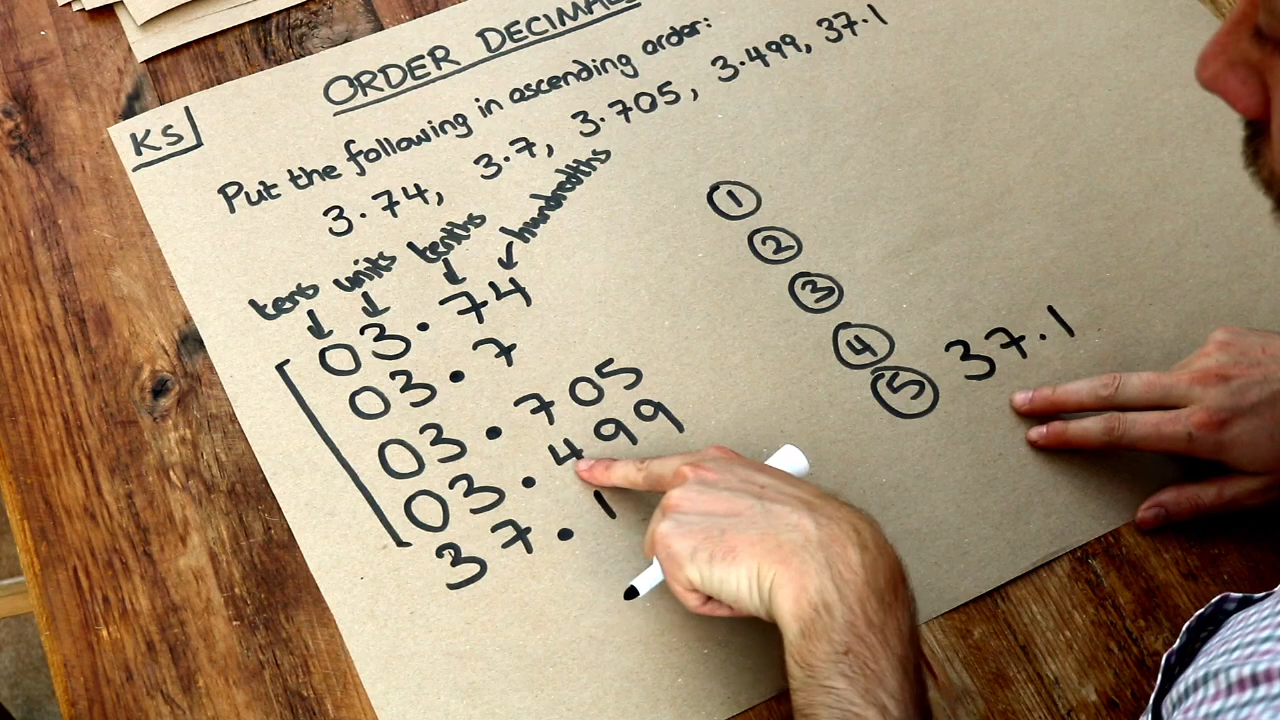 ORDER DECIMALS
KS
Put the following in ascending order:
3.74, 3.7, 3.705, 3.499, 37.1
tens units tenths hundredths
03.74
03.7
03.705
03.499
37.1
1
2
3
4
5 37.1